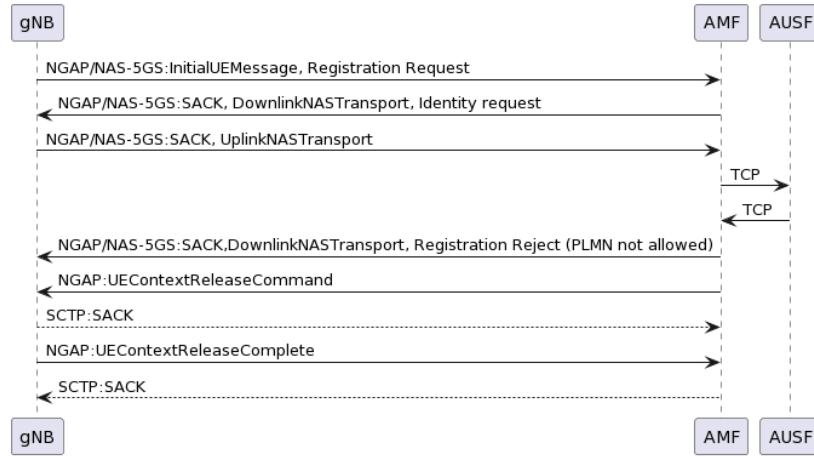 gNB AMF AUSF
NGAP/NAS-5GS:InitialUEMessage, Registration Request
NGAP/NAS-5GS:SACK, DownlinkNASTransport, Identity request
NGAP/NAS-5GS:SACK, UplinkNASTransport
TCP
TCP
NGAP/NAS-5GS:SACK,DownlinkNASTransport, Registration Reject (PLMN not allowed)
NGAP:UEContextReleaseCommand
SCTP:SACK
NGAP:UEContextReleaseComplete
SCTP:SACK
gNB AMF AUSF